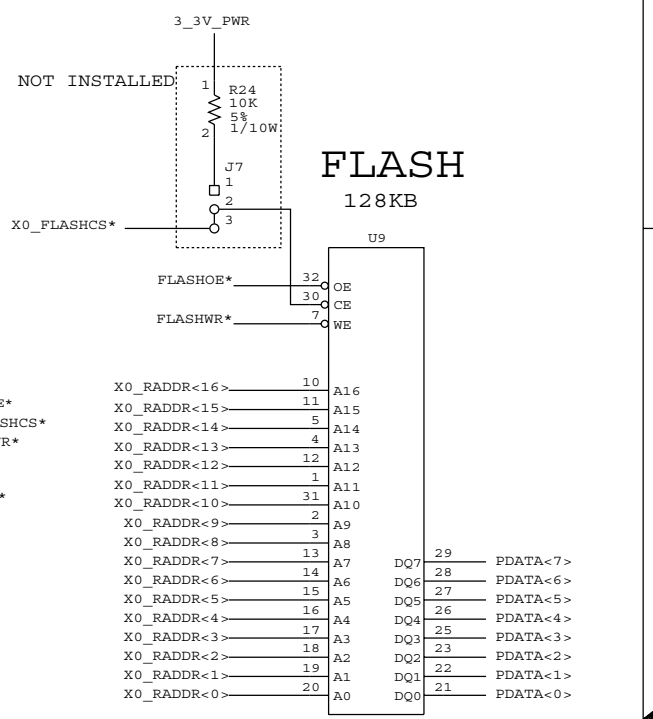 3_3V_PWR
NOT INSTALLED
1
R24
10K
5%
1/10W
2
J7
1
2
3
X0_FLASHCS*
FLASH
128KB
U9
FLASHOE* 32 OE
30 CE
FLASHWR* 7 WE
X0_RADDR<16> 10 A16
E*
X0_RADDR<15> 11 A15
SHCS*
X0_RADDR<14> 5 A14
R*
X0_RADDR<13> 4 A13
X0_RADDR<12> 12 A12
X0_RADDR<11> 1 A11
*
X0_RADDR<10> 31 A10
X0_RADDR<9> 2 A9
X0_RADDR<8> 3 A8
X0_RADDR<7> 13 A7 DQ7 29 PDATA<7>
X0_RADDR<6> 14 A6 DQ6 28 PDATA<6>
X0_RADDR<5> 15 A5 DQ5 27 PDATA<5>
X0_RADDR<4> 16 A4 DQ4 26 PDATA<4>
X0_RADDR<3> 17 A3 DQ3 25 PDATA<3>
X0_RADDR<2> 18 A2 DQ2 23 PDATA<2>
X0_RADDR<1> 19 A1 DQ1 22 PDATA<1>
X0_RADDR<0> 20 A0 DQ0 21 PDATA<0>